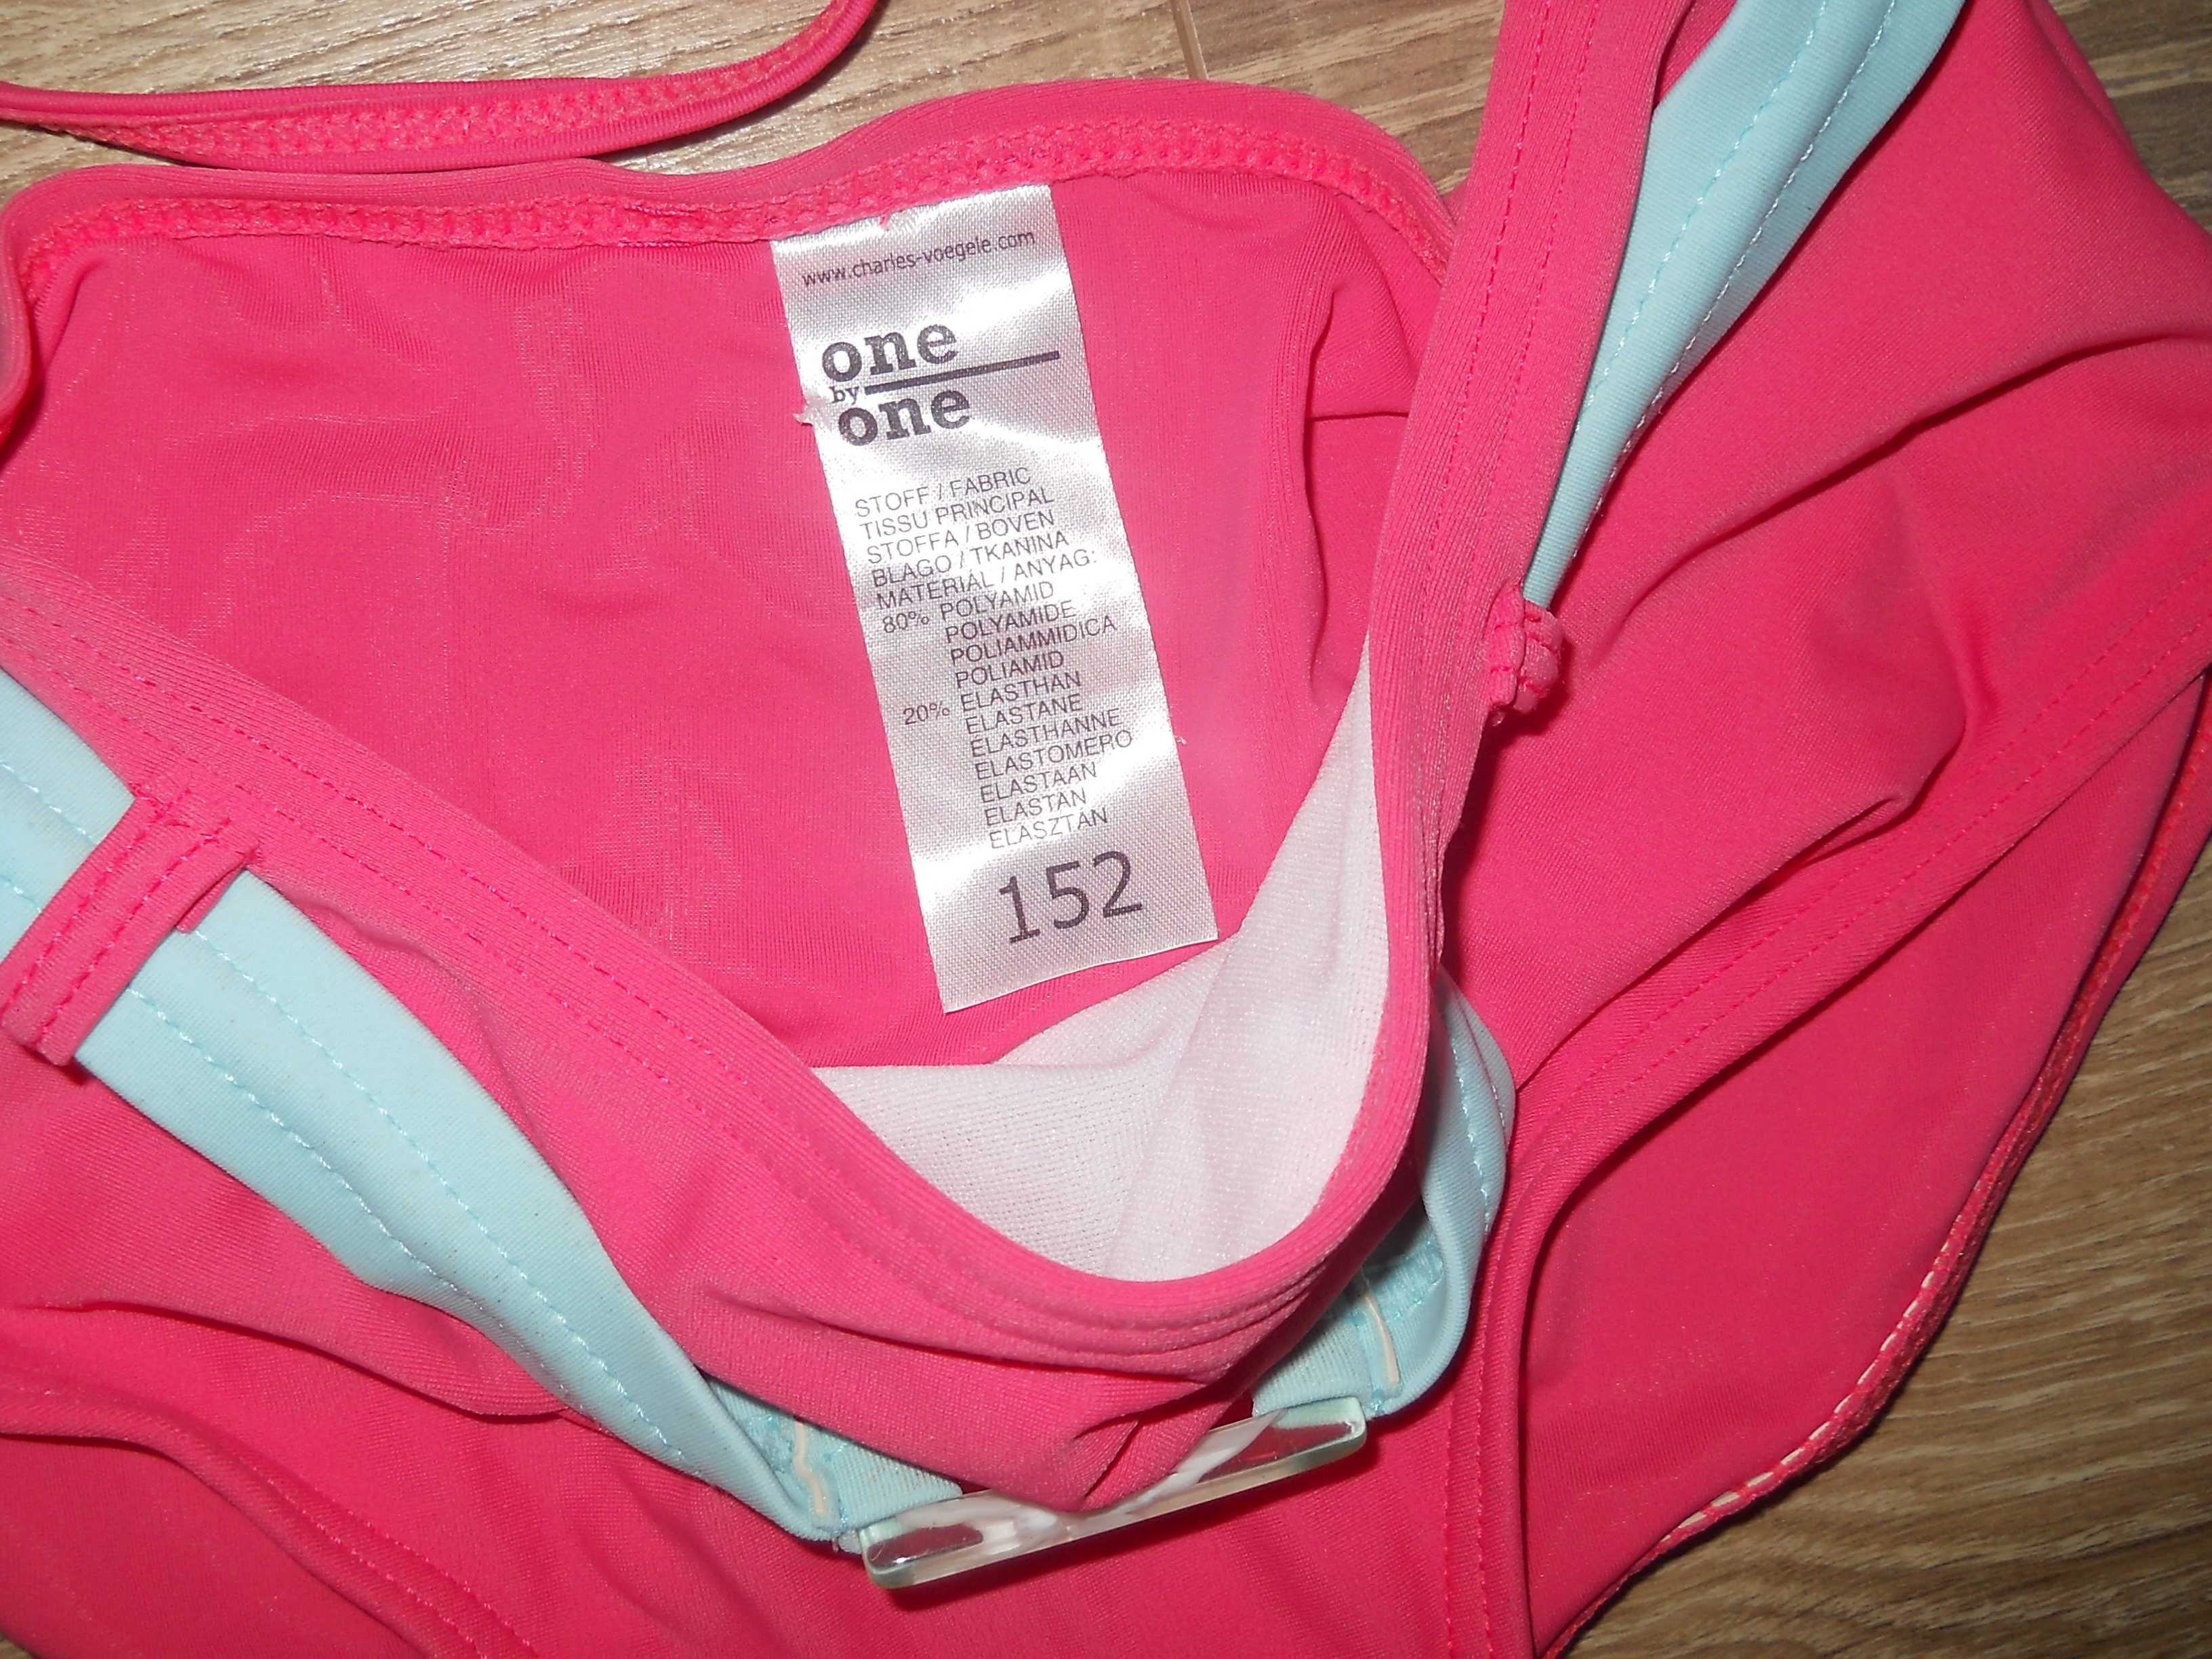 www.charles-voegele.com
one
by
one
STOFF / FABRIC
TISSU PRINCIPAL
STOFFA / BOVEN
BLAGO / TKANINA
MATERIÁL / ANYAG:
80% POLYAMID
POLYAMIDE
POLIAMMIDICA
POLIAMID
20% ELASTHAN
ELASTANE
ELASTHANNE
ELASTOMERO
ELASTAAN
ELASTAN
ELASZTÁN
152